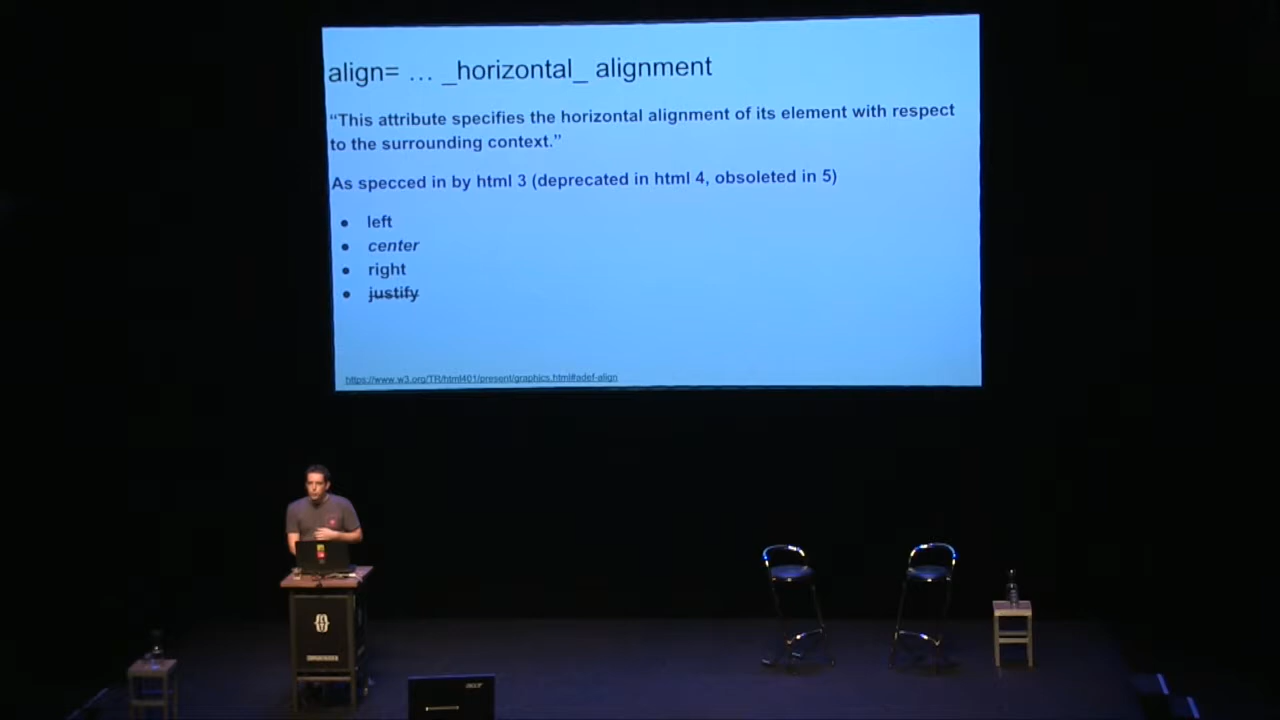 align= … _horizontal_ alignment
“This attribute specifies the horizontal alignment of its element with respect
to the surrounding context.”
As specced in by html 3 (deprecated in html 4, obsoleted in 5)
● left
● center
● right
● justify
https://www.w3.org/TR/html401/present/graphics.html#adef-align
acer